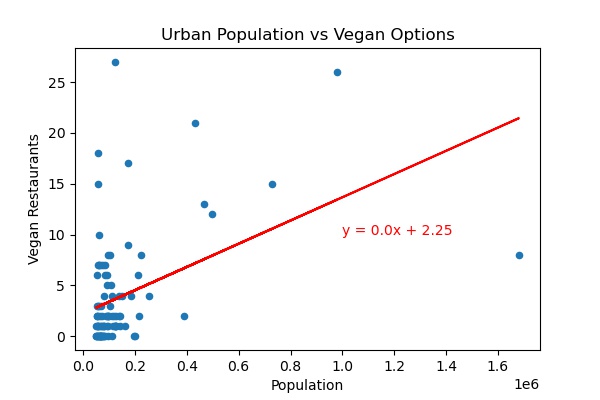 Urban Population vs Vegan Options
Vegan Restaurants
25
20
15
10
5
0
y = 0.0x + 2.25
0.0 0.2 0.4 0.6 0.8 1.0 1.2 1.4 1.6
1e6
Population